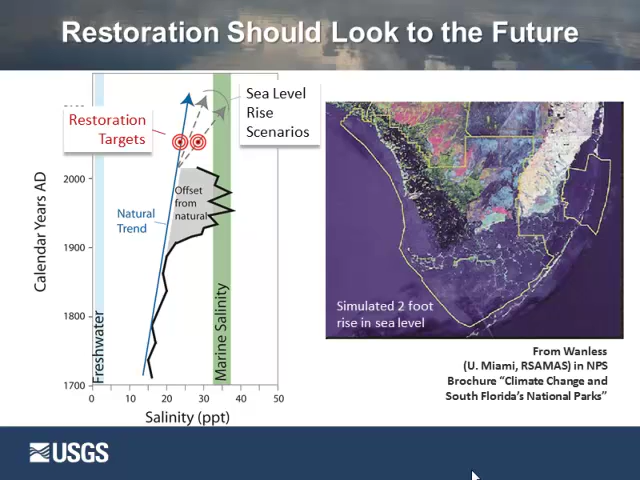 Restoration Should Look to the Future
Restoration
Targets
Sea Level
Rise
Scenarios
Calendar Years AD
2000
1900
1800
1700
Offset
from
natural
Natural
Trend
Freshwater
Marine Salinity
0
10
20
30
40
50
Salinity (ppt)
Simulated 2 foot
rise in sea level
From Wanless
(U. Miami, RSAMAS) in NPS
Brochure “Climate Change and
South Florida’s National Parks”
USGS